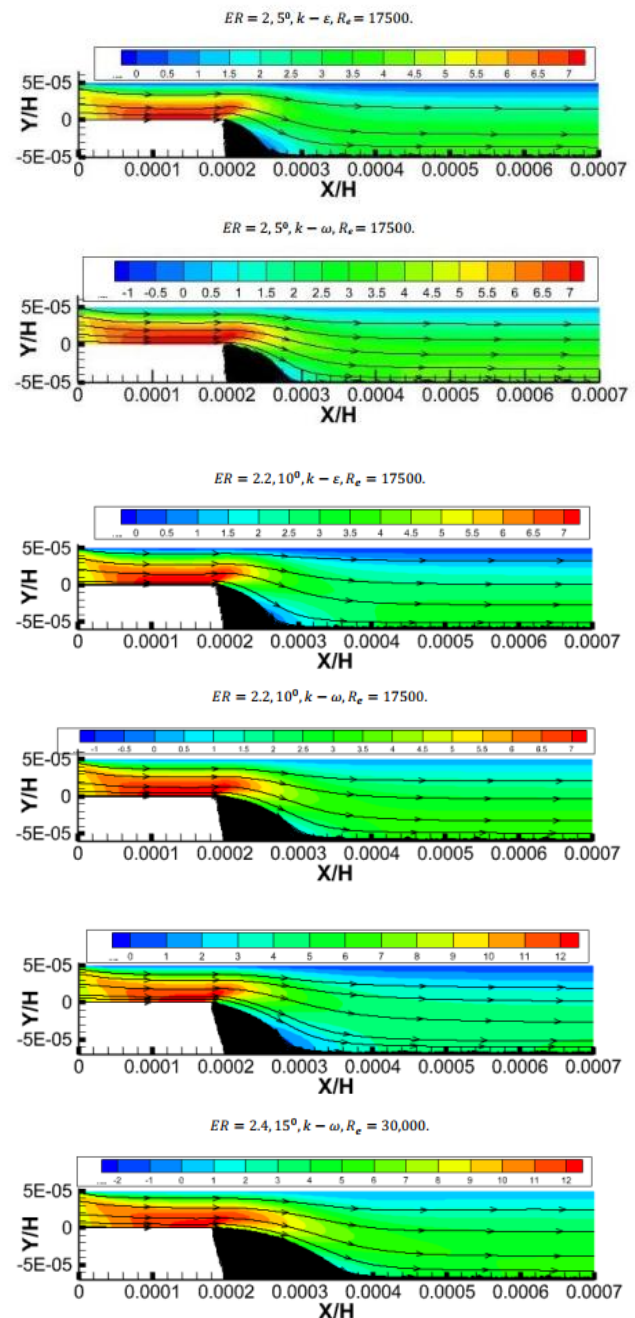 ER = 2, 5⁰, k − ε, Rₑ = 17500.
0 0.5 1 1.5 2 2.5 3 3.5 4 4.5 5 5.5 6 6.5 7
5E-05
0
-5E-05
Y/H
0 0.0001 0.0002 0.0003 0.0004 0.0005 0.0006 0.0007
X/H
ER = 2, 5⁰, k − ω, Rₑ = 17500.
-1 -0.5 0 0.5 1 1.5 2 2.5 3 3.5 4 4.5 5 5.5 6 6.5 7
5E-05
0
-5E-05
Y/H
0 0.0001 0.0002 0.0003 0.0004 0.0005 0.0006 0.0007
X/H
ER = 2.2, 10⁰, k − ε, Rₑ = 17500.
0 0.5 1 1.5 2 2.5 3 3.5 4 4.5 5 5.5 6 6.5 7
5E-05
0
-5E-05
Y/H
0 0.0001 0.0002 0.0003 0.0004 0.0005 0.0006 0.0007
X/H
ER = 2.2, 10⁰, k − ω, Rₑ = 17500.
-1 -0.5 0 0.5 1 1.5 2 2.5 3 3.5 4 4.5 5 5.5 6 6.5 7
5E-05
0
-5E-05
Y/H
0 0.0001 0.0002 0.0003 0.0004 0.0005 0.0006 0.0007
X/H
0 1 2 3 4 5 6 7 8 9 10 11 12
5E-05
0
-5E-05
Y/H
0 0.0001 0.0002 0.0003 0.0004 0.0005 0.0006 0.0007
X/H
ER = 2.4, 15⁰, k − ω, Rₑ = 30,000.
-2 -1 0 1 2 3 4 5 6 7 8 9 10 11 12
5E-05
0
-5E-05
Y/H
0 0.0001 0.0002 0.0003 0.0004 0.0005 0.0006 0.0007
X/H